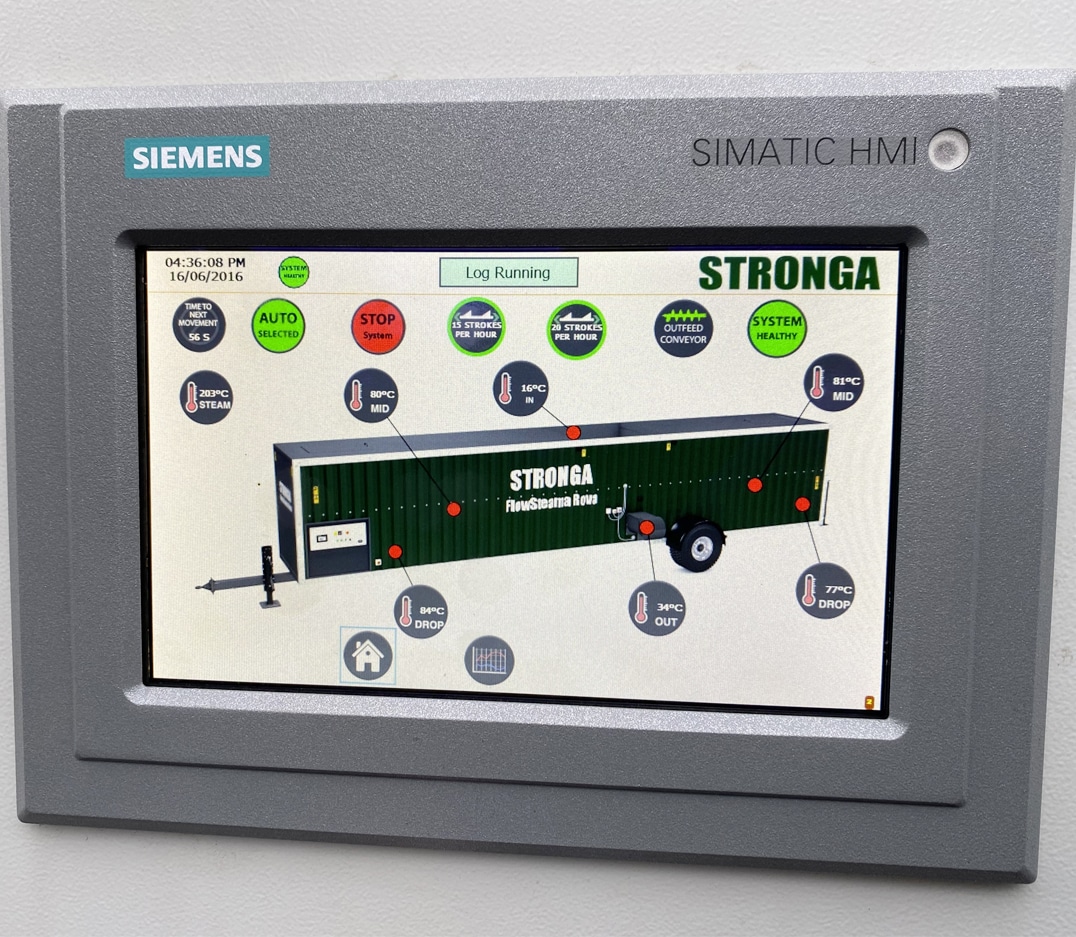 SIEMENS
SIMATIC HMI
04:36:08 PM
16/06/2016
SYSTEM
HEALTHY
Log Running
STRONGA
TIME TO
NEXT
MOVEMENT
56 S
AUTO
SELECTED
STOP
System
15 STROKES
PER HOUR
20 STROKES
PER HOUR
OUTFEED
CONVEYOR
SYSTEM
HEALTHY
203ºC
STEAM
80ºC
MID
16ºC
IN
81ºC
MID
STRONGA
84ºC
DROP
34ºC
OUT
77ºC
DROP
2